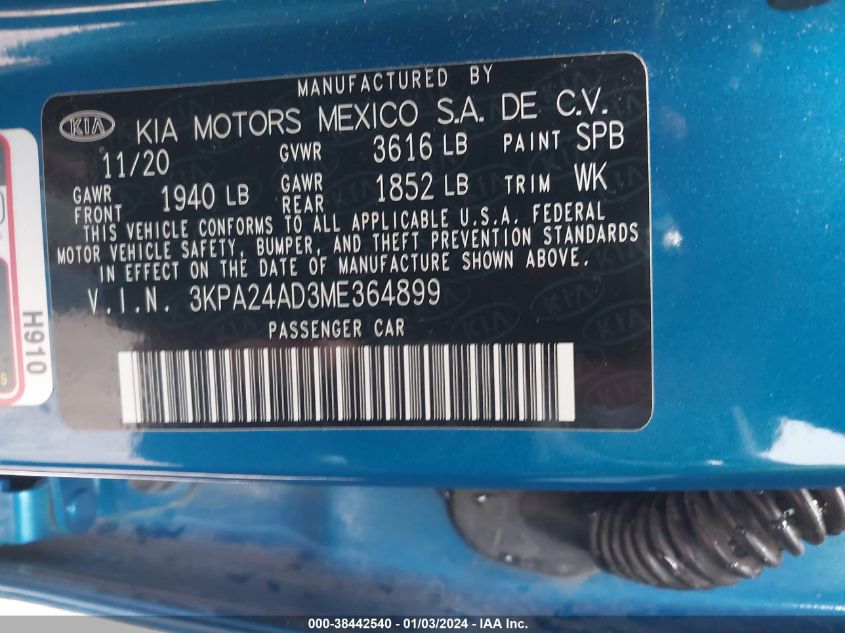 MANUFACTURED BY
KIA KIA MOTORS MEXICO S.A. DE C.V.
11/20 GVWR 3616 LB PAINT SPB
GAWR FRONT 1940 LB GAWR REAR 1852 LB TRIM WK
THIS VEHICLE CONFORMS TO ALL APPLICABLE U.S.A. FEDERAL
MOTOR VEHICLE SAFETY, BUMPER, AND THEFT PREVENTION STANDARDS
IN EFFECT ON THE DATE OF MANUFACTURE SHOWN ABOVE.
V.I.N. 3KPA24AD3ME364899
PASSENGER CAR
H910
000-38442540 - 01/03/2024 - IAA Inc.